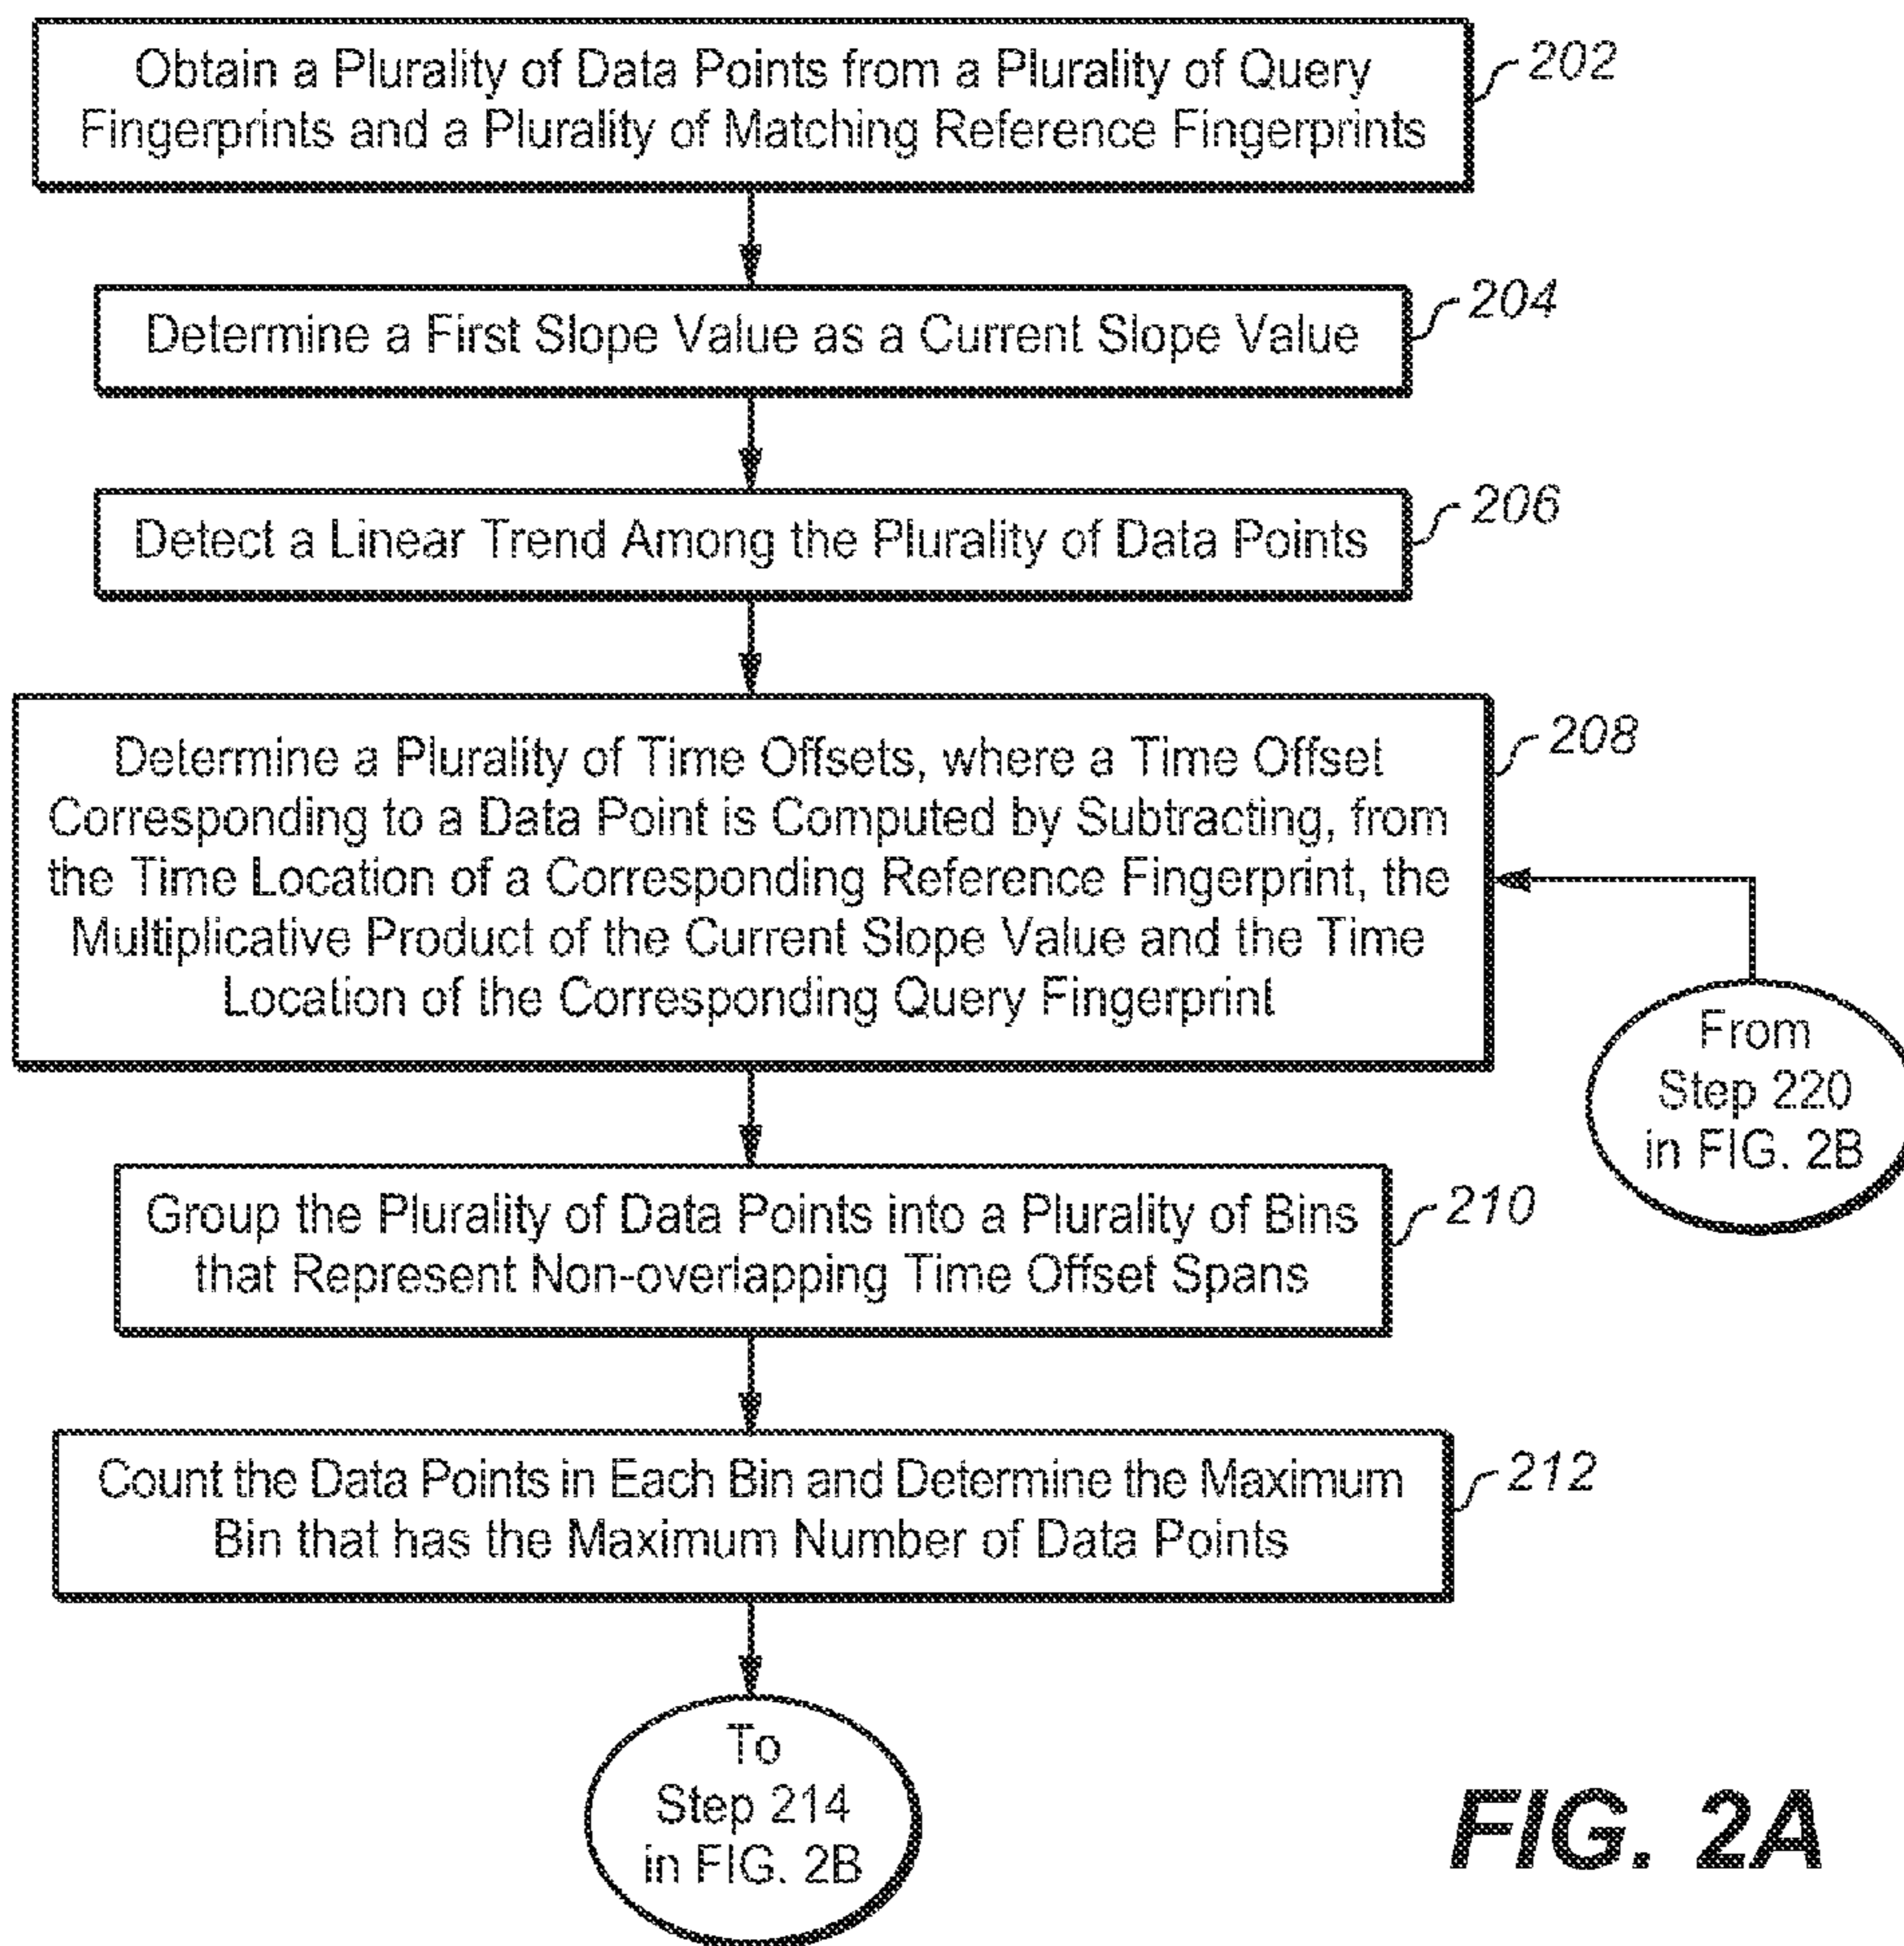 Obtain a Plurality of Data Points from a Plurality of Query
Fingerprints and a Plurality of Matching Reference Fingerprints
202
Determine a First Slope Value as a Current Slope Value
204
Detect a Linear Trend Among the Plurality of Data Points
206
Determine a Plurality of Time Offsets, where a Time Offset
Corresponding to a Data Point is Computed by Subtracting, from
the Time Location of a Corresponding Reference Fingerprint, the
Multiplicative Product of the Current Slope Value and the Time
Location of the Corresponding Query Fingerprint
208
From
Step 220
in FIG. 2B
Group the Plurality of Data Points into a Plurality of Bins
that Represent Non-overlapping Time Offset Spans
210
Count the Data Points in Each Bin and Determine the Maximum
Bin that has the Maximum Number of Data Points
212
To
Step 214
in FIG. 2B
FIG. 2A